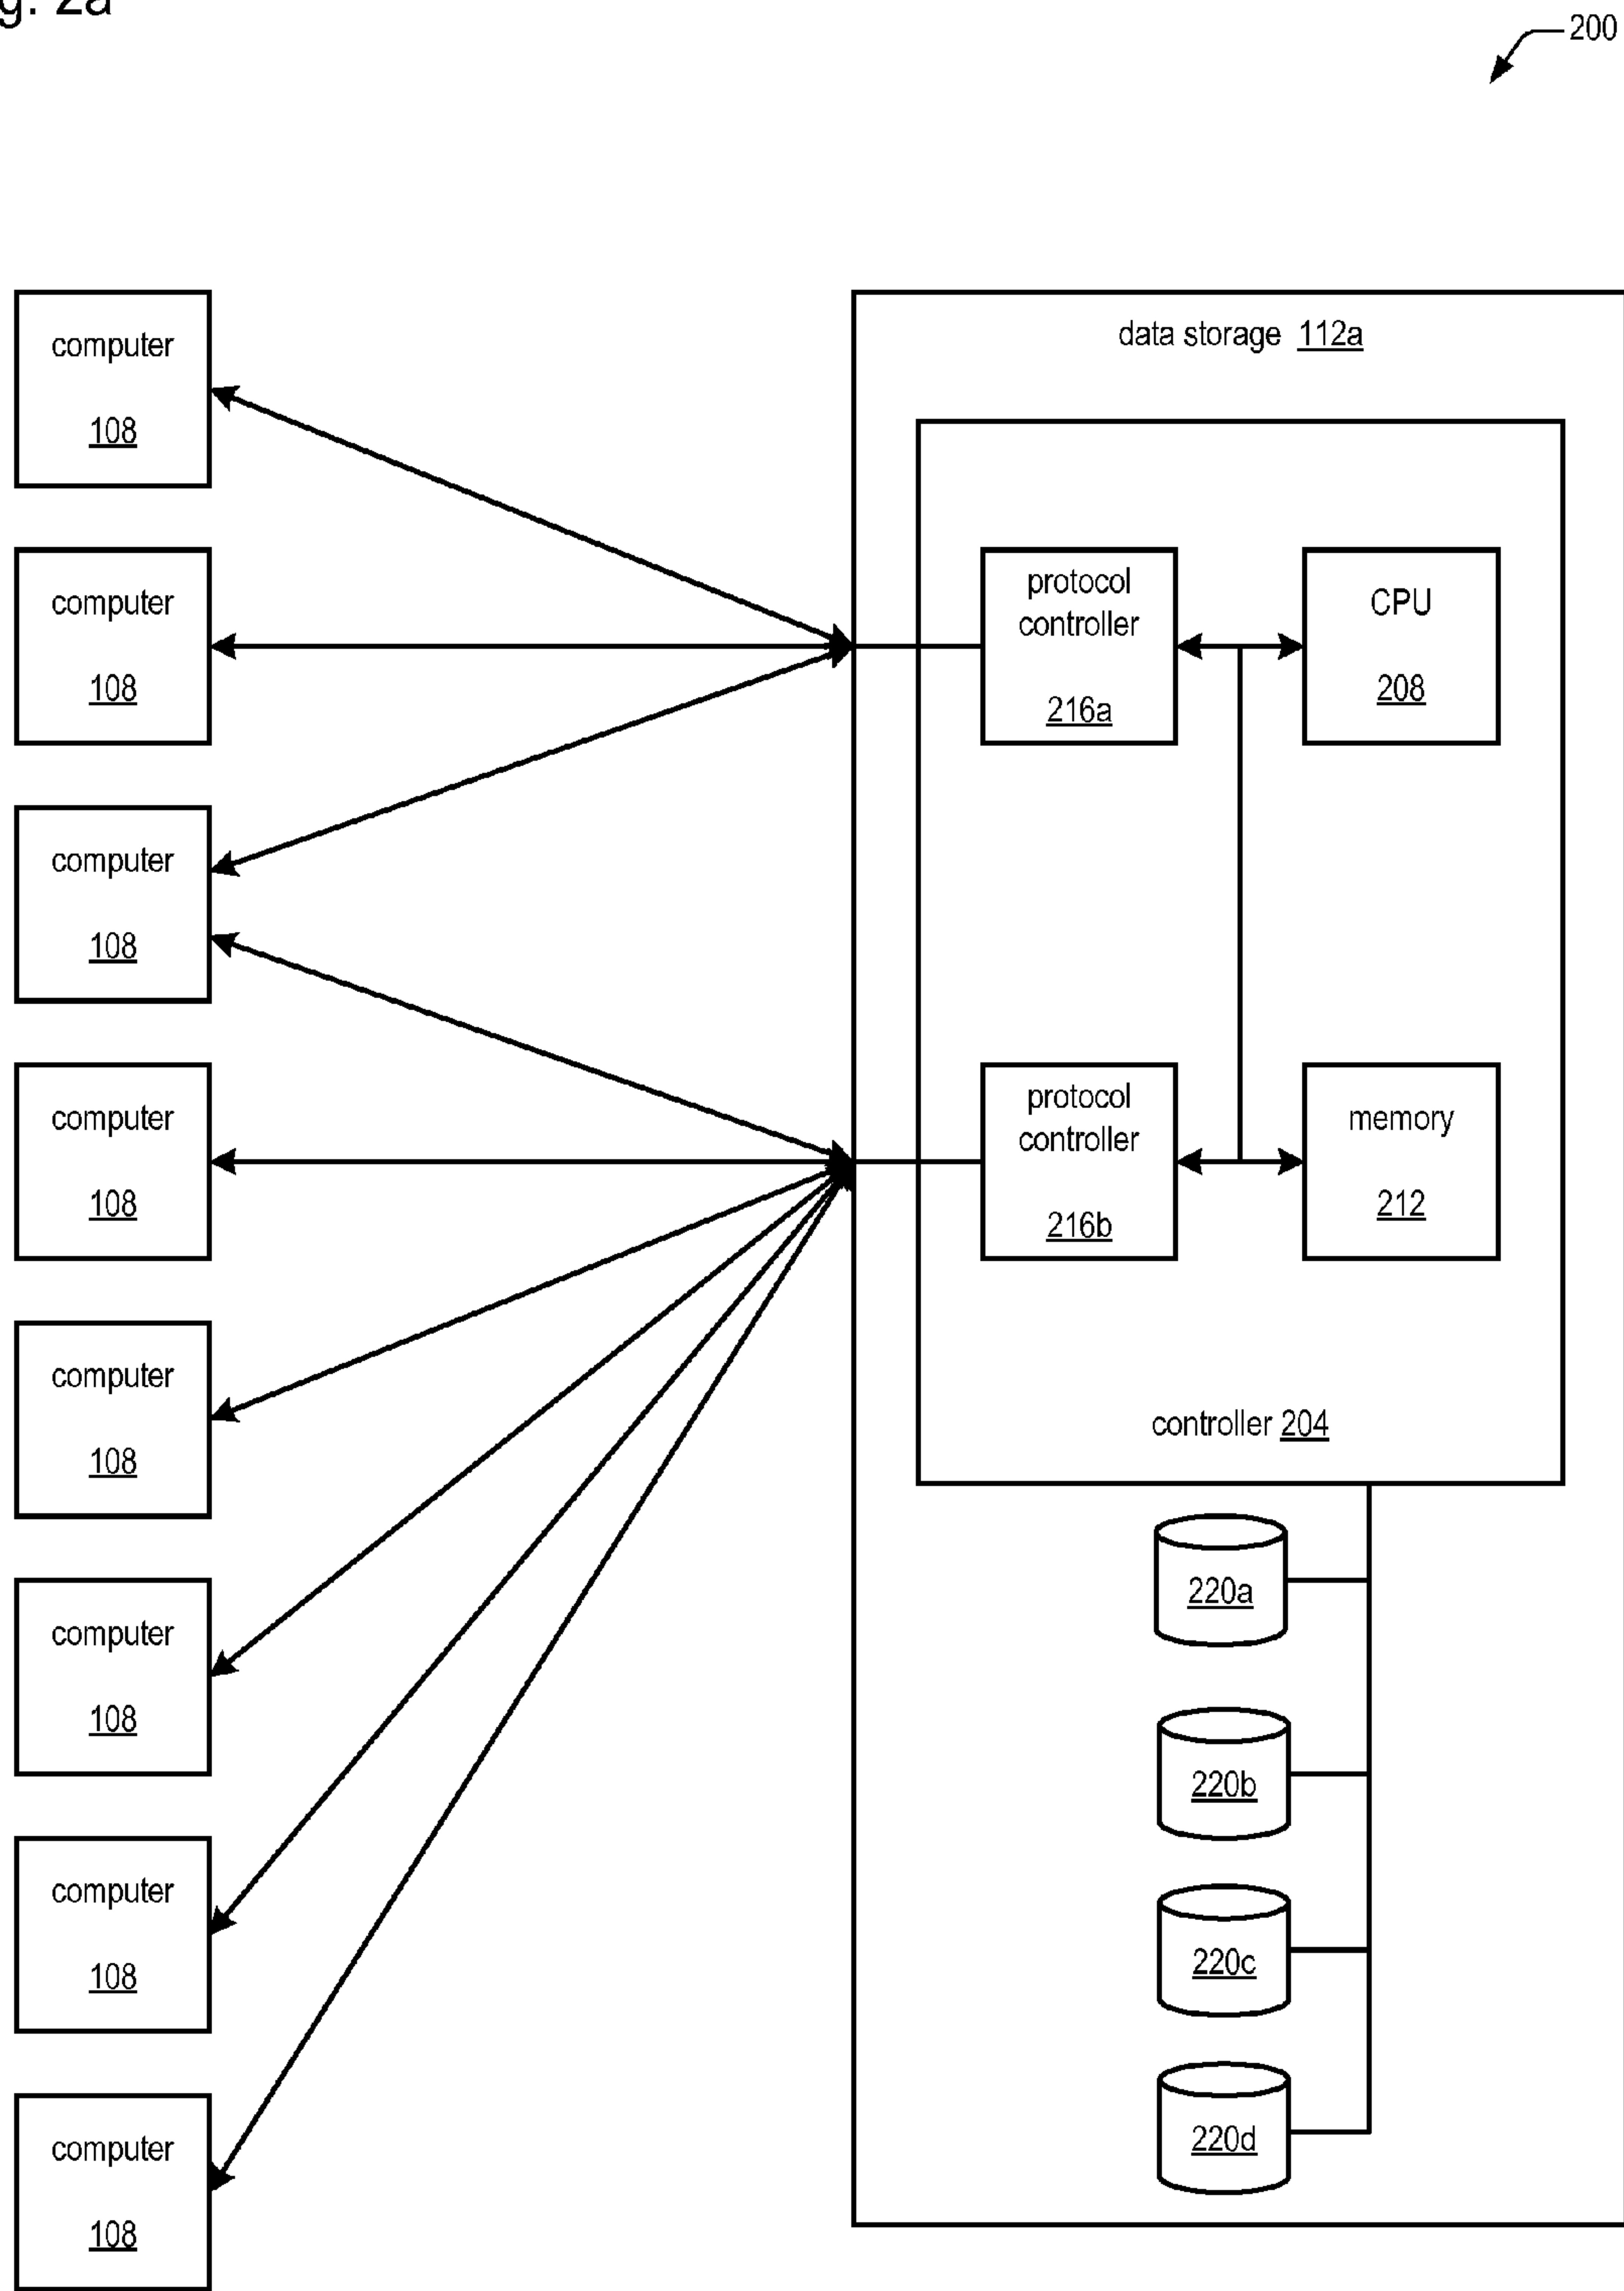 2a
200
computer
108
computer
108
computer
108
computer
108
computer
108
computer
108
computer
108
computer
108
data storage 112a
protocol
controller
216a
CPU
208
protocol
controller
216b
memory
212
controller 204
220a
220b
220c
220d